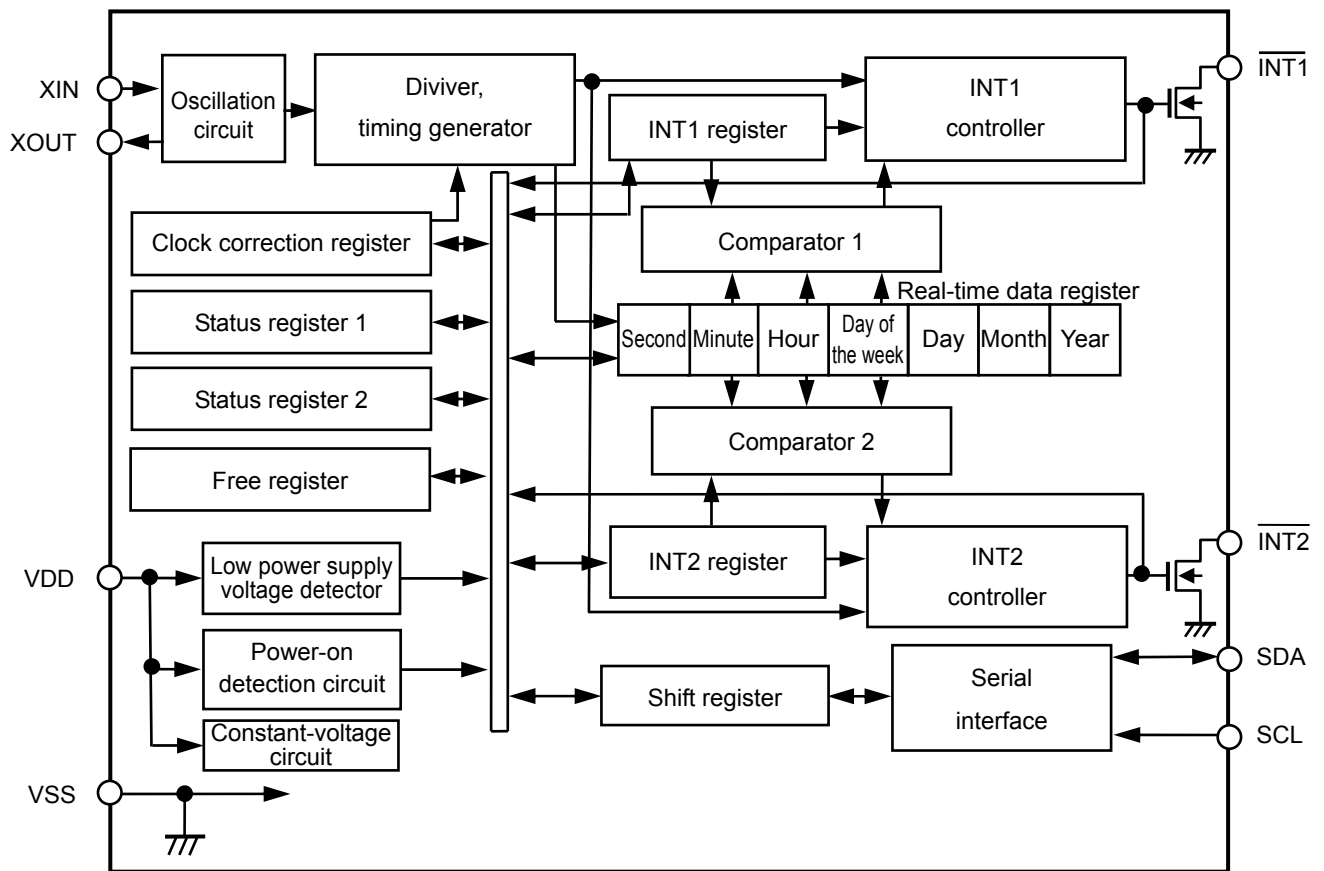 XIN
XOUT
Oscillation
circuit
Diviver,
timing generator
INT1 register
INT1
controller
INT1
Clock correction register
Comparator 1
Status register 1
Real-time data register
Second
Minute
Hour
Day of
the week
Day
Month
Year
Status register 2
Comparator 2
Free register
VDD
Low power supply
voltage detector
INT2 register
INT2
controller
INT2
Power-on
detection circuit
Shift register
Serial
interface
SDA
SCL
Constant-voltage
circuit
VSS